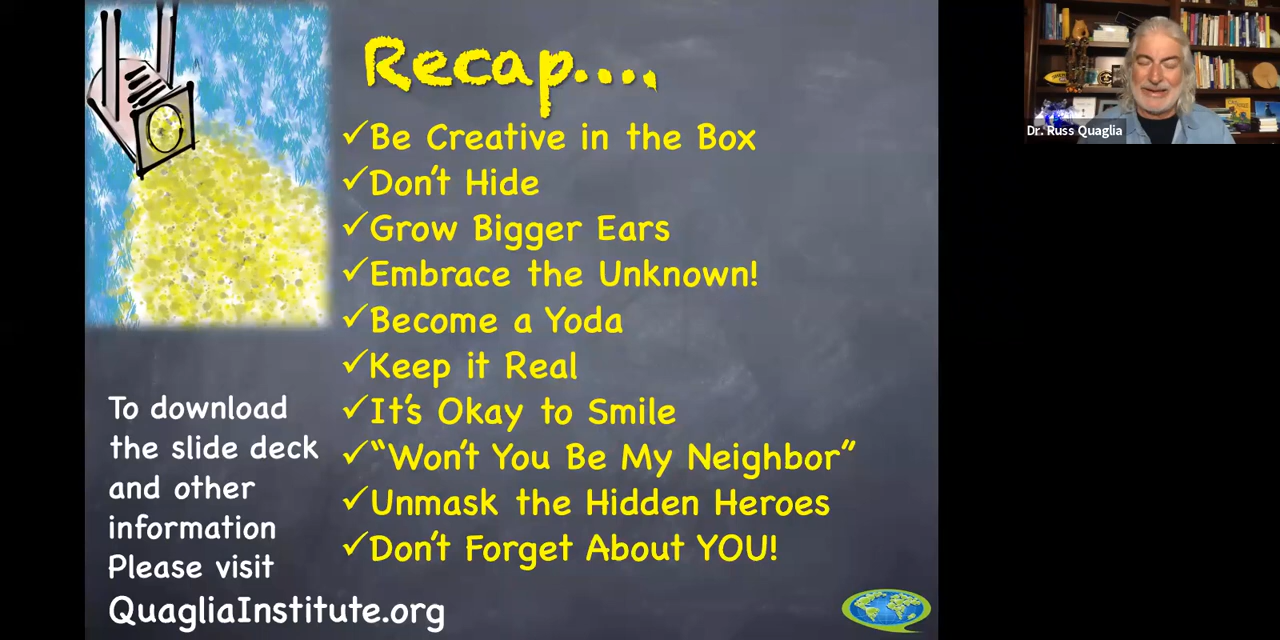 Recap....
✓Be Creative in the Box
✓Don't Hide
✓Grow Bigger Ears
✓Embrace the Unknown!
✓Become a Yoda
✓Keep it Real
✓It's Okay to Smile
✓"Won't You Be My Neighbor"
✓Unmask the Hidden Heroes
✓Don't Forget About YOU!
To download
the slide deck
and other
information
Please visit
QuagliaInstitute.org
Dr. Russ Quaglia